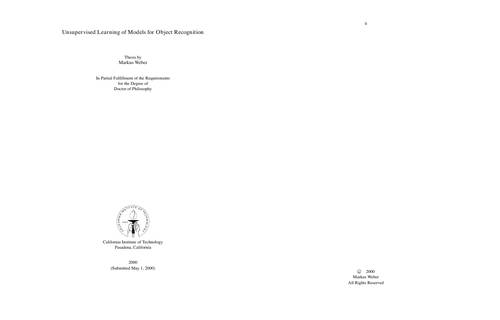 Unsupervised Learning of Models for Object Recognition
Thesis by
Markus Weber
In Partial Fulfillment of the Requirements
for the Degree of
Doctor of Philosophy
California Institute of Technology
Pasadena, California
2000
(Submitted May 1, 2000)
ii
© 2000
Markus Weber
All Rights Reserved